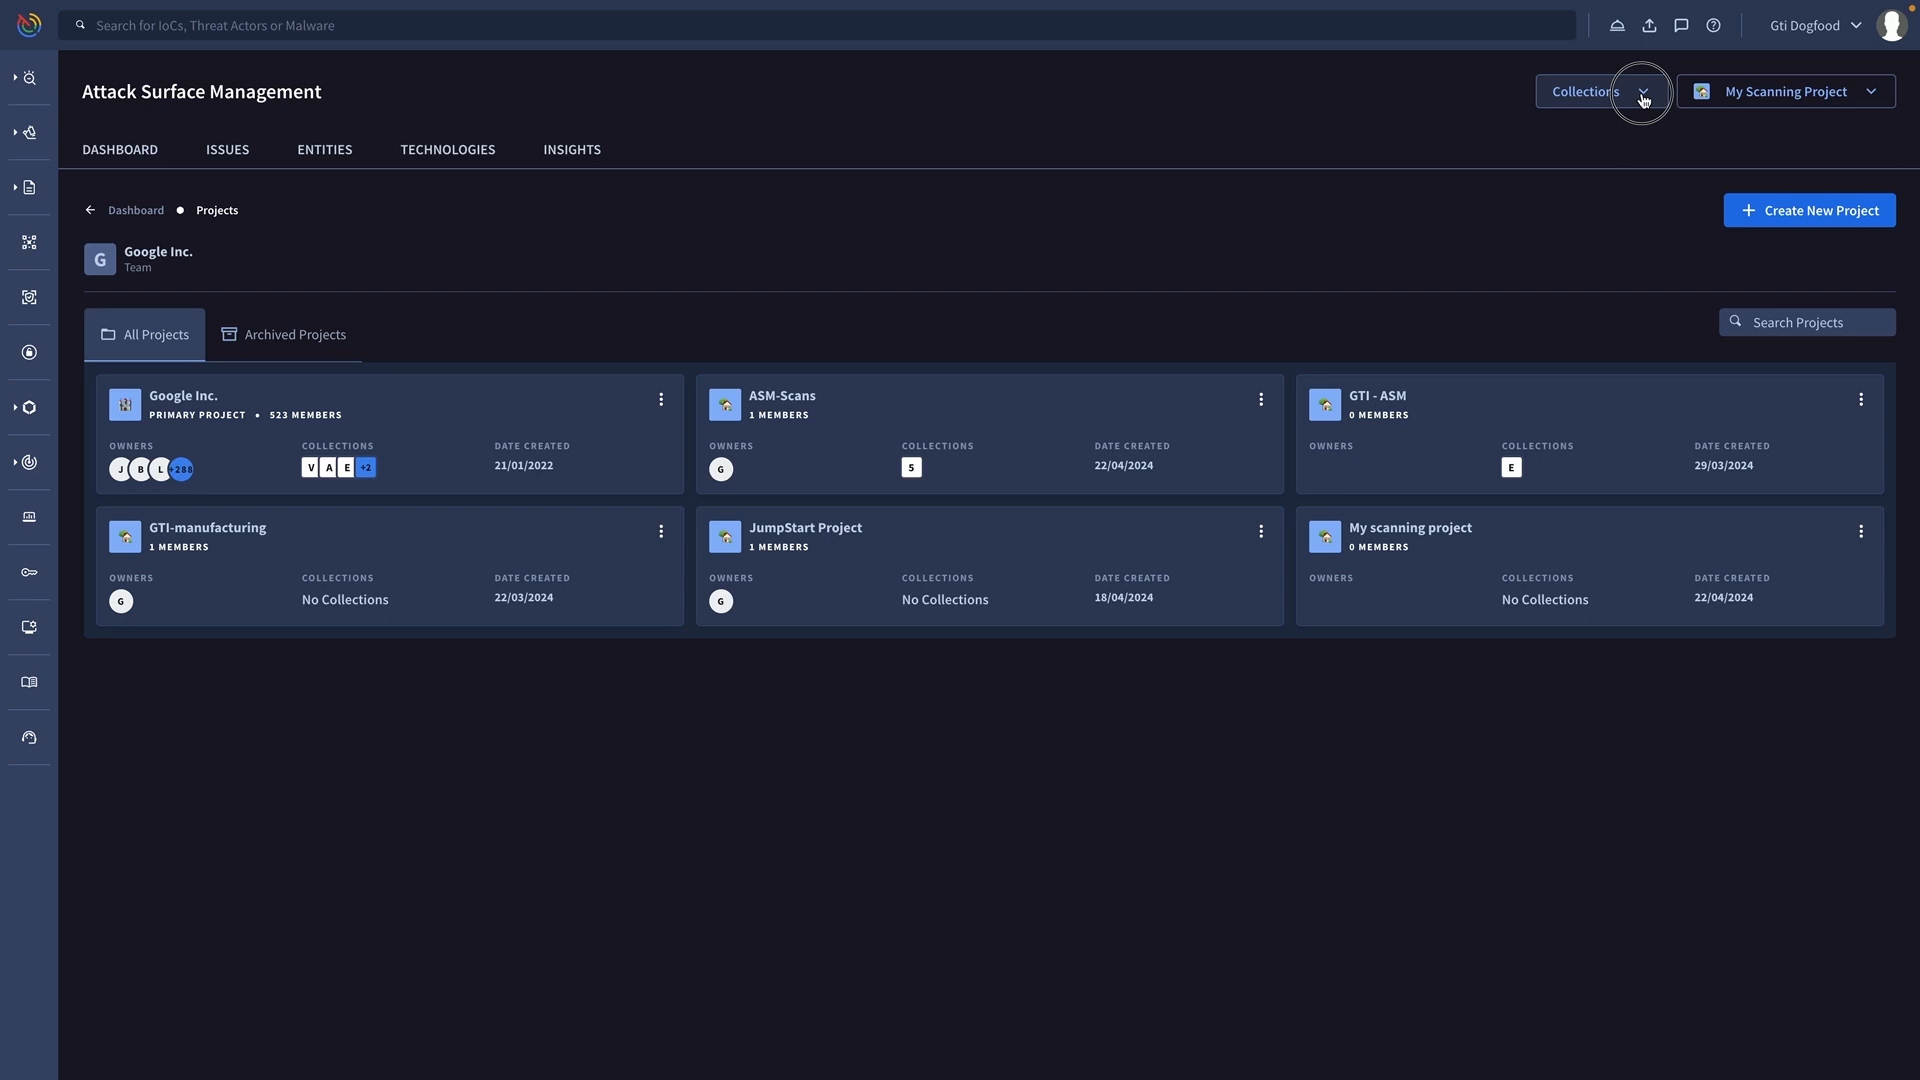 Search for IoCs, Threat Actors or Malware
Gti Dogfood
Attack Surface Management
Collections
My Scanning Project
DASHBOARD ISSUES ENTITIES TECHNOLOGIES INSIGHTS
Dashboard Projects
Create New Project
G
Google Inc.
Team
All Projects
Archived Projects
Search Projects
Google Inc.
PRIMARY PROJECT • 523 MEMBERS
OWNERS COLLECTIONS DATE CREATED
J B L +288 V A E +2 21/01/2022
ASM-Scans
1 MEMBERS
OWNERS COLLECTIONS DATE CREATED
G 5 22/04/2024
GTI - ASM
0 MEMBERS
OWNERS COLLECTIONS DATE CREATED
E 29/03/2024
GTI-manufacturing
1 MEMBERS
OWNERS COLLECTIONS DATE CREATED
G No Collections 22/03/2024
JumpStart Project
1 MEMBERS
OWNERS COLLECTIONS DATE CREATED
G No Collections 18/04/2024
My scanning project
0 MEMBERS
OWNERS COLLECTIONS DATE CREATED
No Collections 22/04/2024